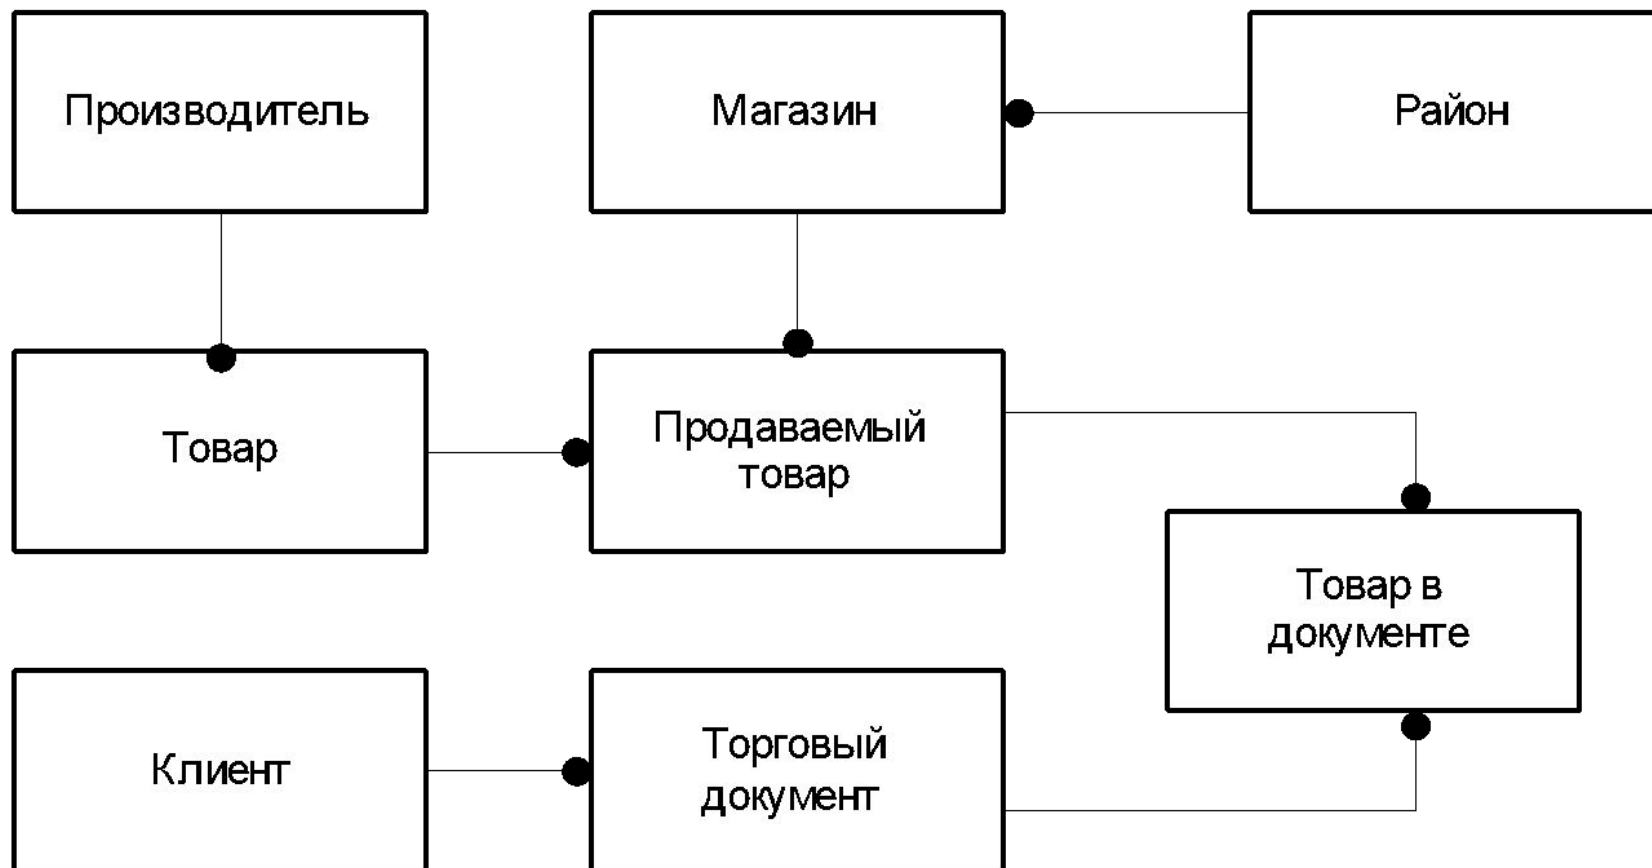 Производитель
Магазин
Район
Товар
Продаваемый
товар
Товар в
документе
Клиент
Торговый
документ